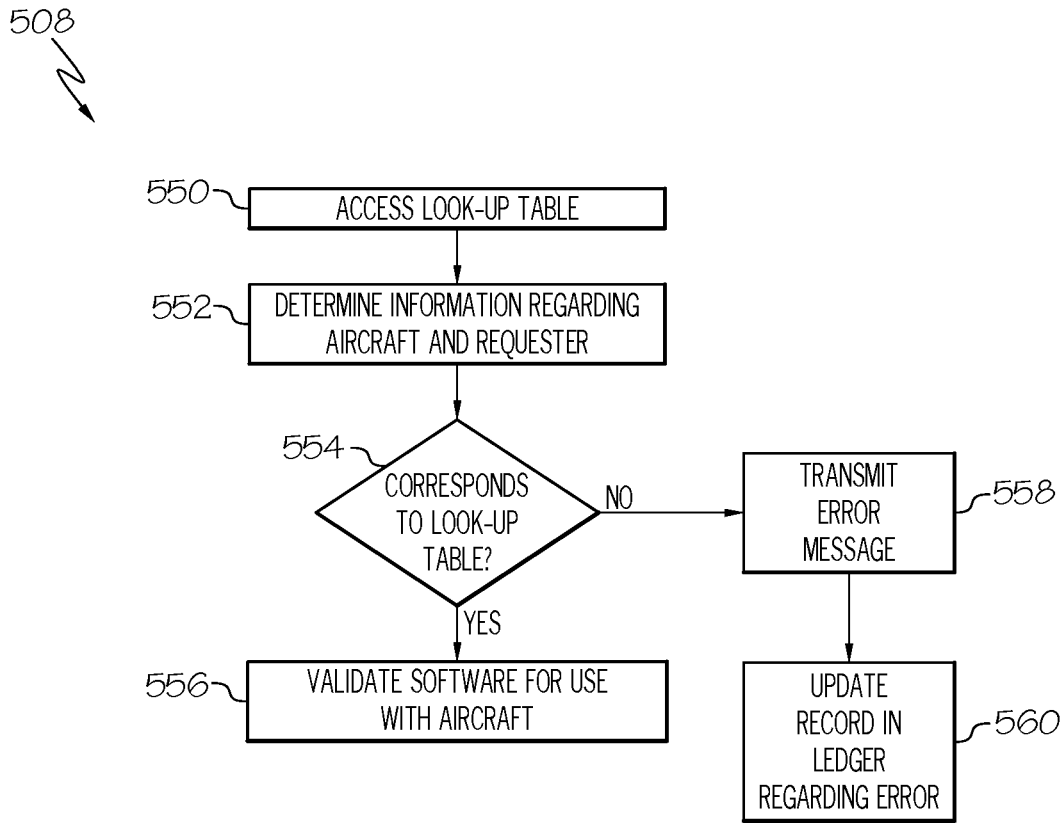 508
550
ACCESS LOOK-UP TABLE
552
DETERMINE INFORMATION REGARDING
AIRCRAFT AND REQUESTER
554
CORRESPONDS
TO LOOK-UP
TABLE?
NO
TRANSMIT
ERROR
MESSAGE
558
YES
556
VALIDATE SOFTWARE FOR USE
WITH AIRCRAFT
UPDATE
RECORD IN
LEDGER
REGARDING ERROR
560